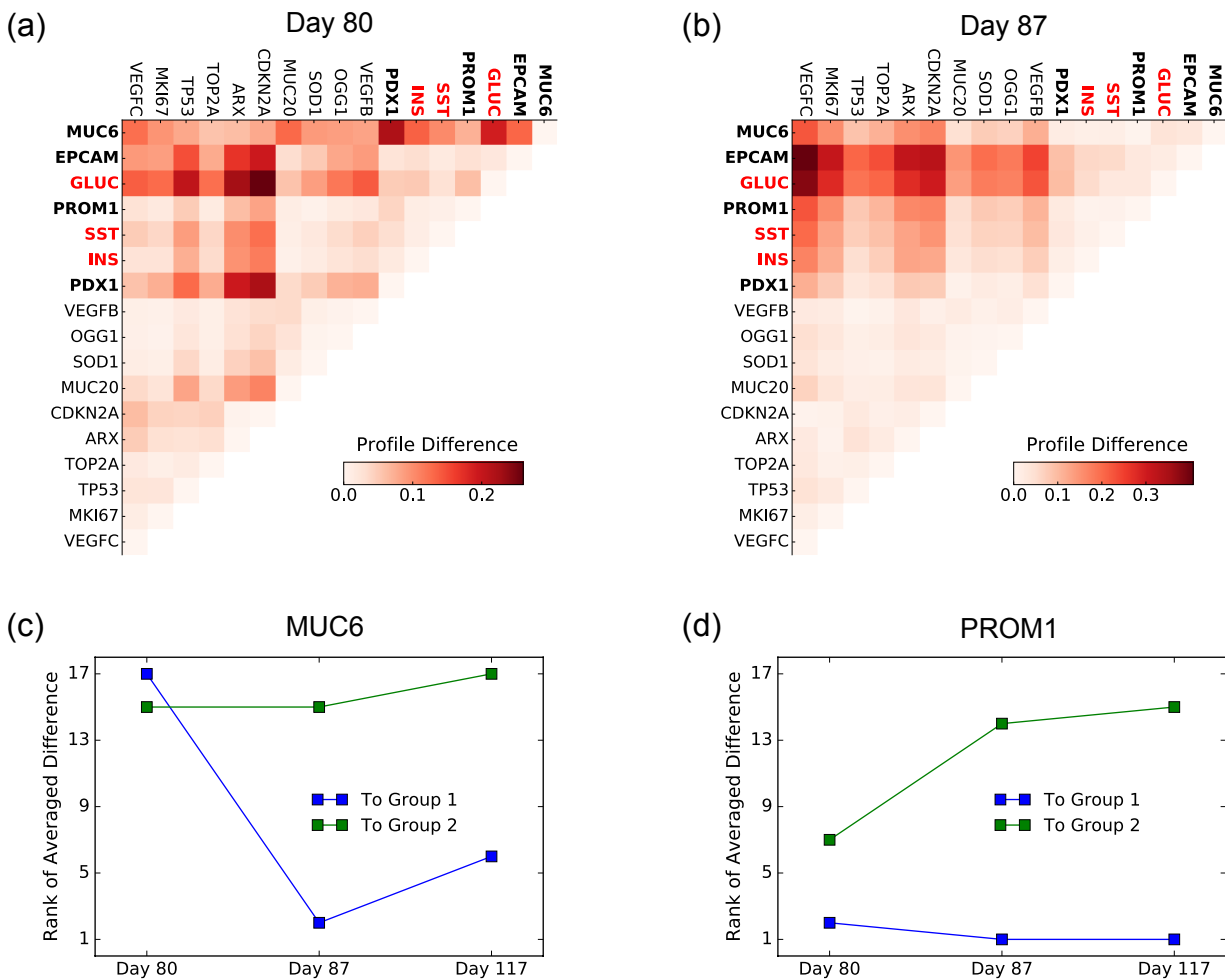 (a)
Day 80
VEGFC
MKI67
TP53
TOP2A
ARX
CDKN2A
MUC20
SOD1
OGG1
VEGFB
PDX1
INS
SST
PROM1
GLUC
EPCAM
MUC6
MUC6
EPCAM
GLUC
PROM1
SST
INS
PDX1
VEGFB
OGG1
SOD1
MUC20
CDKN2A
ARX
TOP2A
TP53
MKI67
VEGFC
Profile Difference
0.0 0.2
(b)
Day 87
VEGFC
MKI67
TP53
TOP2A
ARX
CDKN2A
MUC20
SOD1
OGG1
VEGFB
PDX1
INS
SST
PROM1
GLUC
EPCAM
MUC6
MUC6
EPCAM
GLUC
PROM1
SST
INS
PDX1
VEGFB
OGG1
SOD1
MUC20
CDKN2A
ARX
TOP2A
TP53
MKI67
VEGFC
Profile Difference
0.0 0.1 0.2 0.3
(c)
MUC6
Rank of Averaged Difference
17
13
9
5
1
To Group 1
To Group 2
Day 80 Day 87 Day 117
(d)
PROM1
Rank of Averaged Difference
17
13
9
5
1
To Group 1
To Group 2
Day 80 Day 87 Day 117